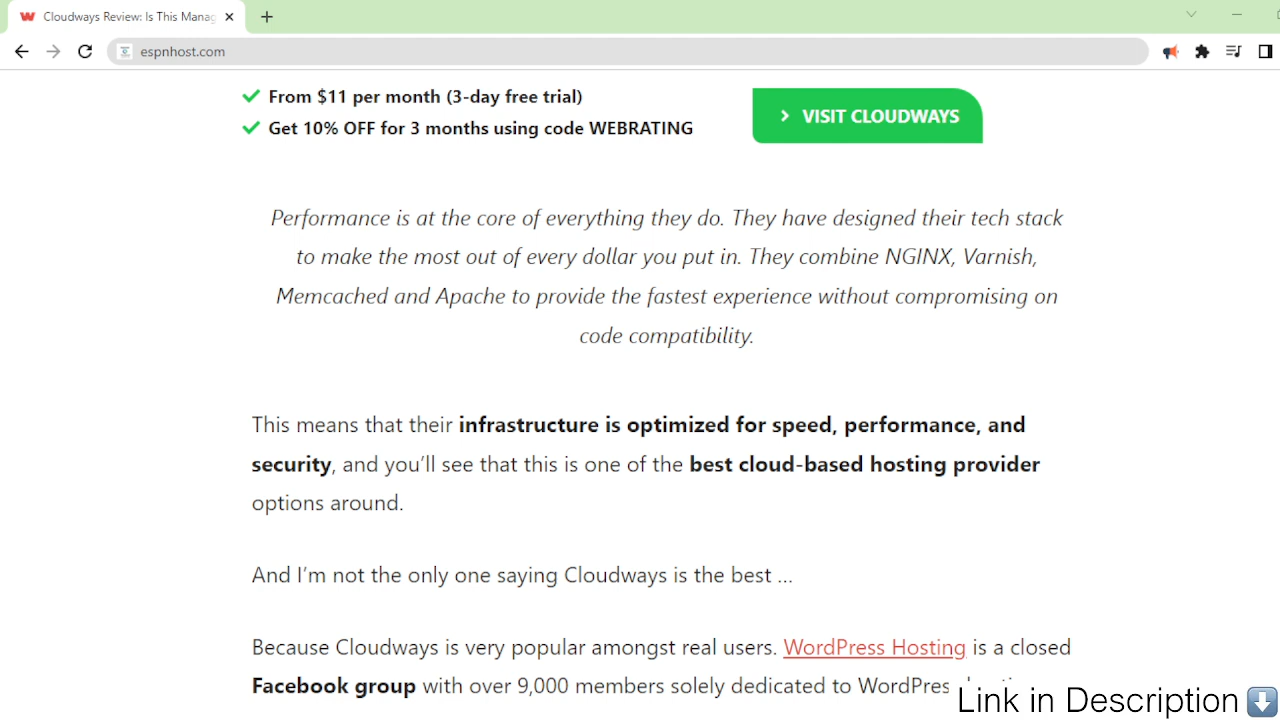 Cloudways Review: Is This Manag
espnhost.com
From $11 per month (3-day free trial)
Get 10% OFF for 3 months using code WEBRATING
VISIT CLOUDWAYS
Performance is at the core of everything they do. They have designed their tech stack
to make the most out of every dollar you put in. They combine NGINX, Varnish,
Memcached and Apache to provide the fastest experience without compromising on
code compatibility.
This means that their infrastructure is optimized for speed, performance, and
security, and you’ll see that this is one of the best cloud-based hosting provider
options around.
And I’m not the only one saying Cloudways is the best …
Because Cloudways is very popular amongst real users. WordPress Hosting is a closed
Facebook group with over 9,000 members solely dedicated to WordPres
Link in Description